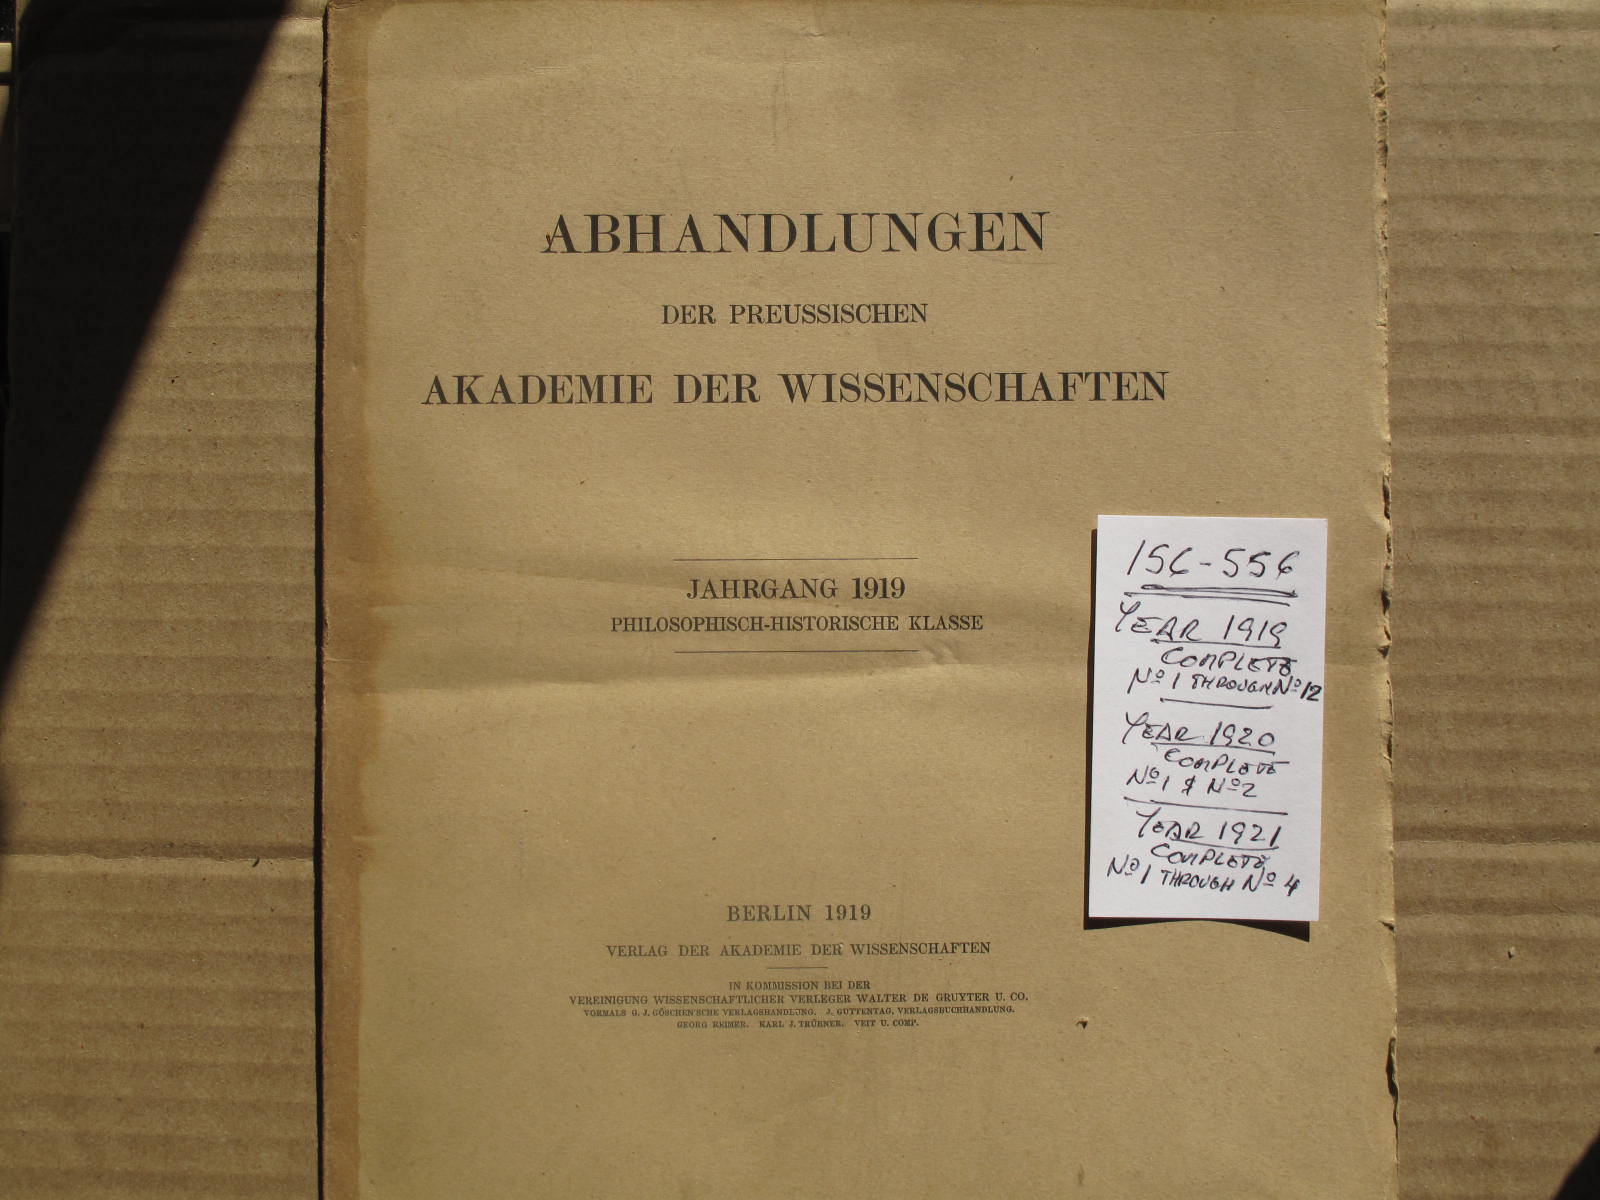 ABHANDLUNGEN
DER PREUSSISCHEN
AKADEMIE DER WISSENSCHAFTEN
JAHRGANG 1919
PHILOSOPHISCH-HISTORISCHE KLASSE
BERLIN 1919
VERLAG DER AKADEMIE DER WISSENSCHAFTEN
IN KOMMISSION BEI DER
VEREINIGUNG WISSENSCHAFTLICHER VERLEGER WALTER DE GRUYTER U. CO.
VORMALS G. J. GÖSCHEN'SCHE VERLAGSHANDLUNG. J. GUTTENTAG, VERLAGSBUCHHANDLUNG.
GEORG REIMER. KARL J. TRÜBNER. VEIT U. COMP.
156-556
YEAR 1919
COMPLETE
Nº 1 THROUGH Nº 12
YEAR 1920
COMPLETE
Nº 1 & Nº 2
YEAR 1921
COMPLETE
Nº 1 THROUGH Nº 4